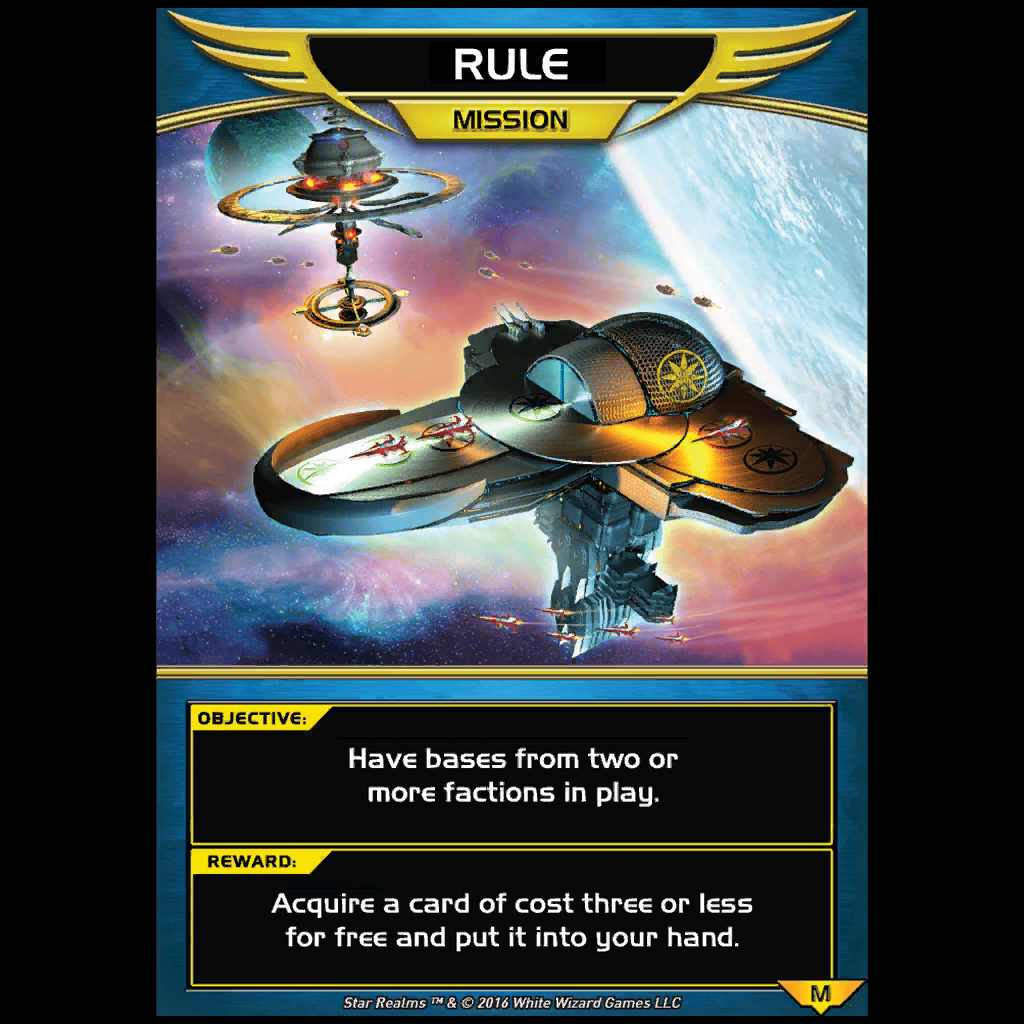 RULE
MISSION
OBJECTIVE:
Have bases from two or
more factions in play.
REWARD:
Acquire a card of cost three or less
for free and put it into your hand.
M
Star Realms ™ & © 2016 White Wizard Games LLC